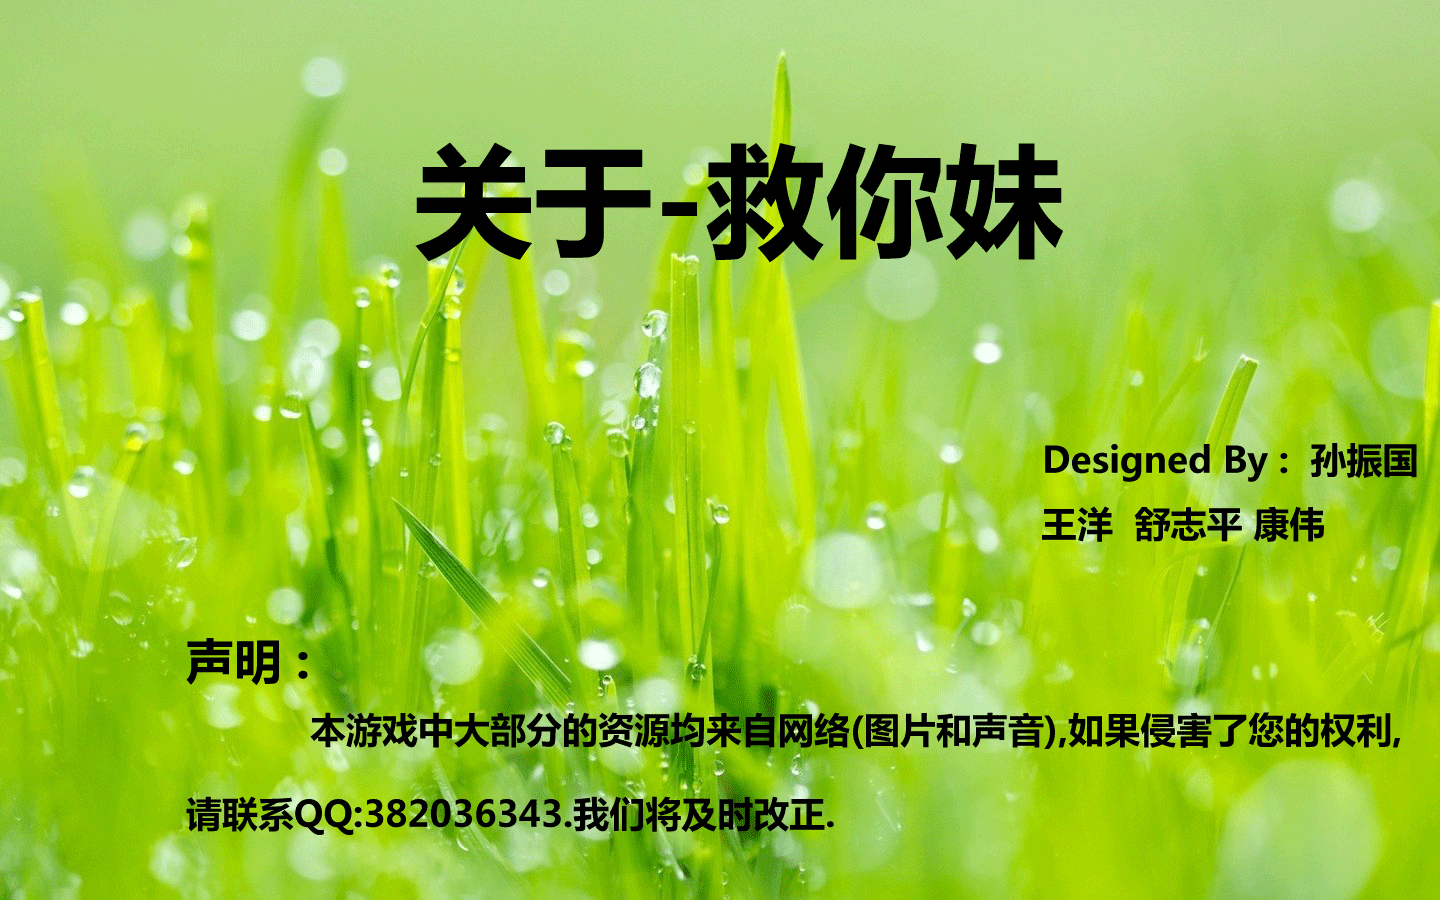 关于-救你妹
Designed By： 孙振国
王洋 舒志平 康伟
声明：
本游戏中大部分的资源均来自网络(图片和声音),如果侵害了您的权利,
请联系QQ:382036343.我们将及时改正.